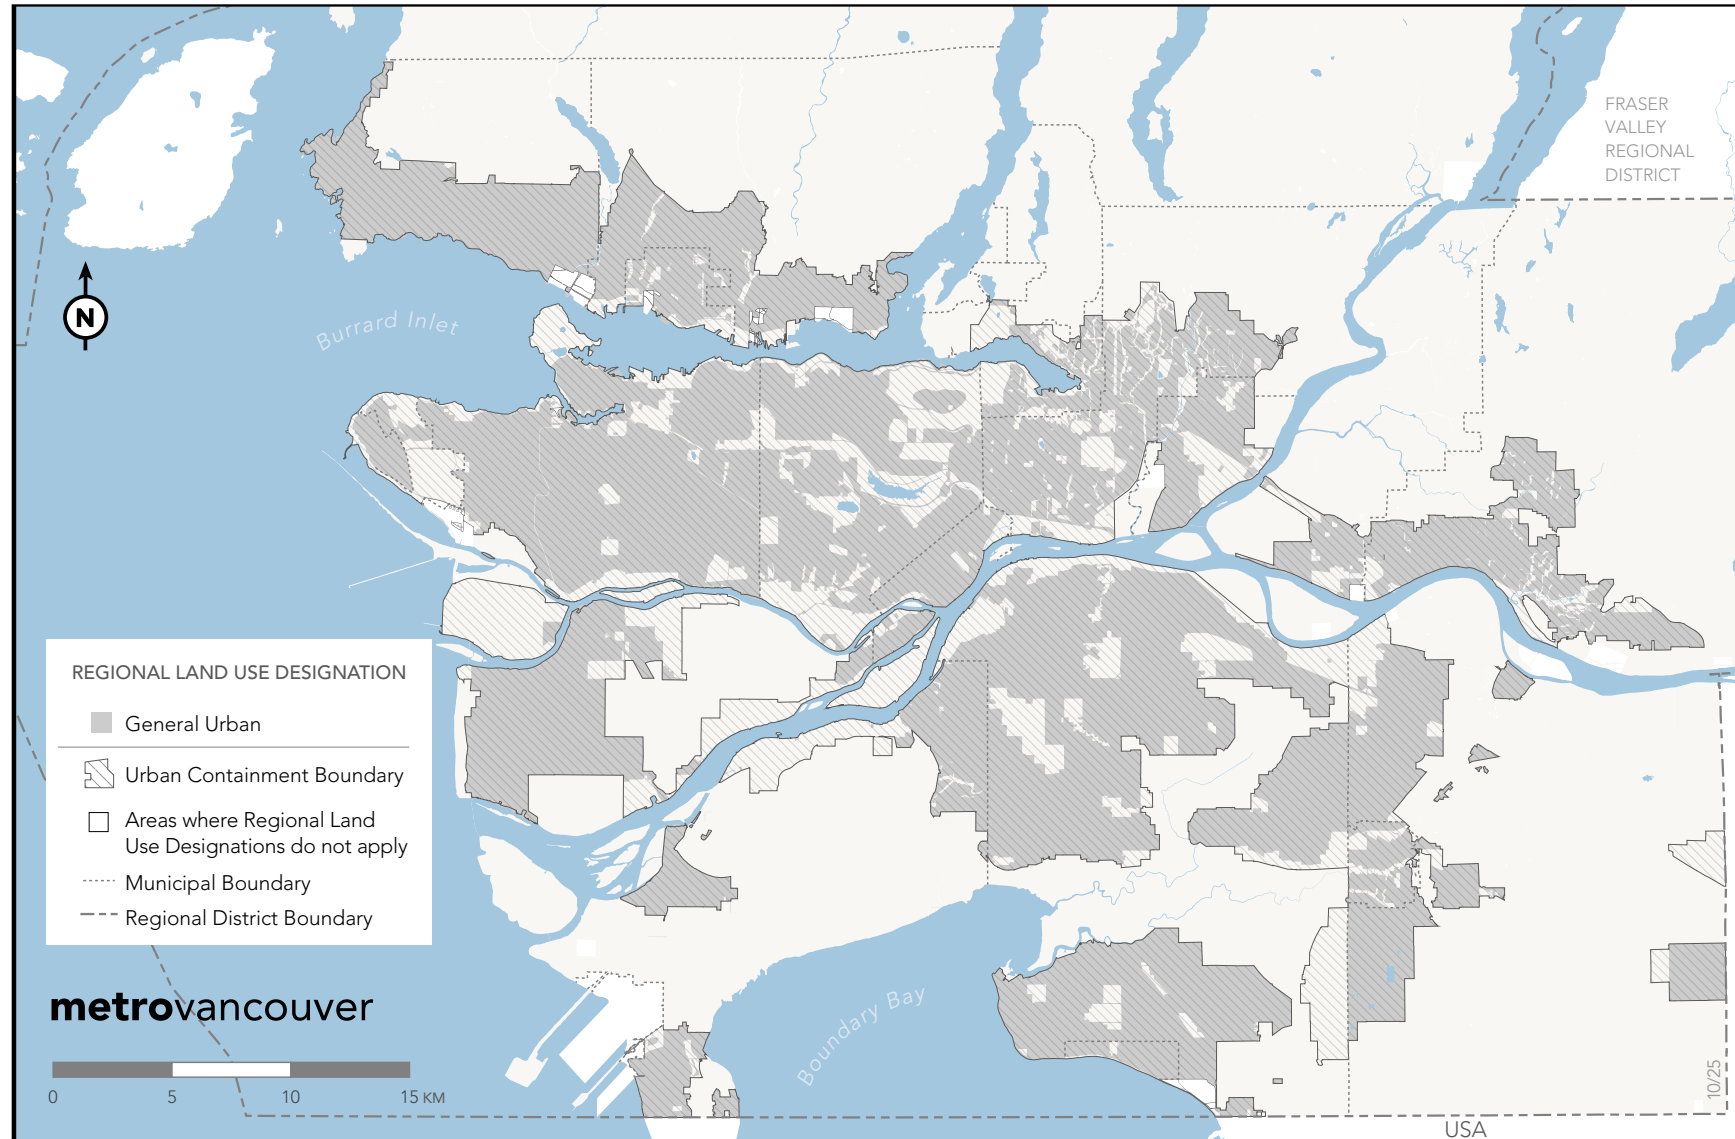 FRASER
VALLEY
REGIONAL
DISTRICT
N
Burrard Inlet
REGIONAL LAND USE DESIGNATION
General Urban
Urban Containment Boundary
Areas where Regional Land
Use Designations do not apply
Municipal Boundary
Regional District Boundary
metrovancouver
Boundary Bay
0 5 10 15 KM
10/25
USA